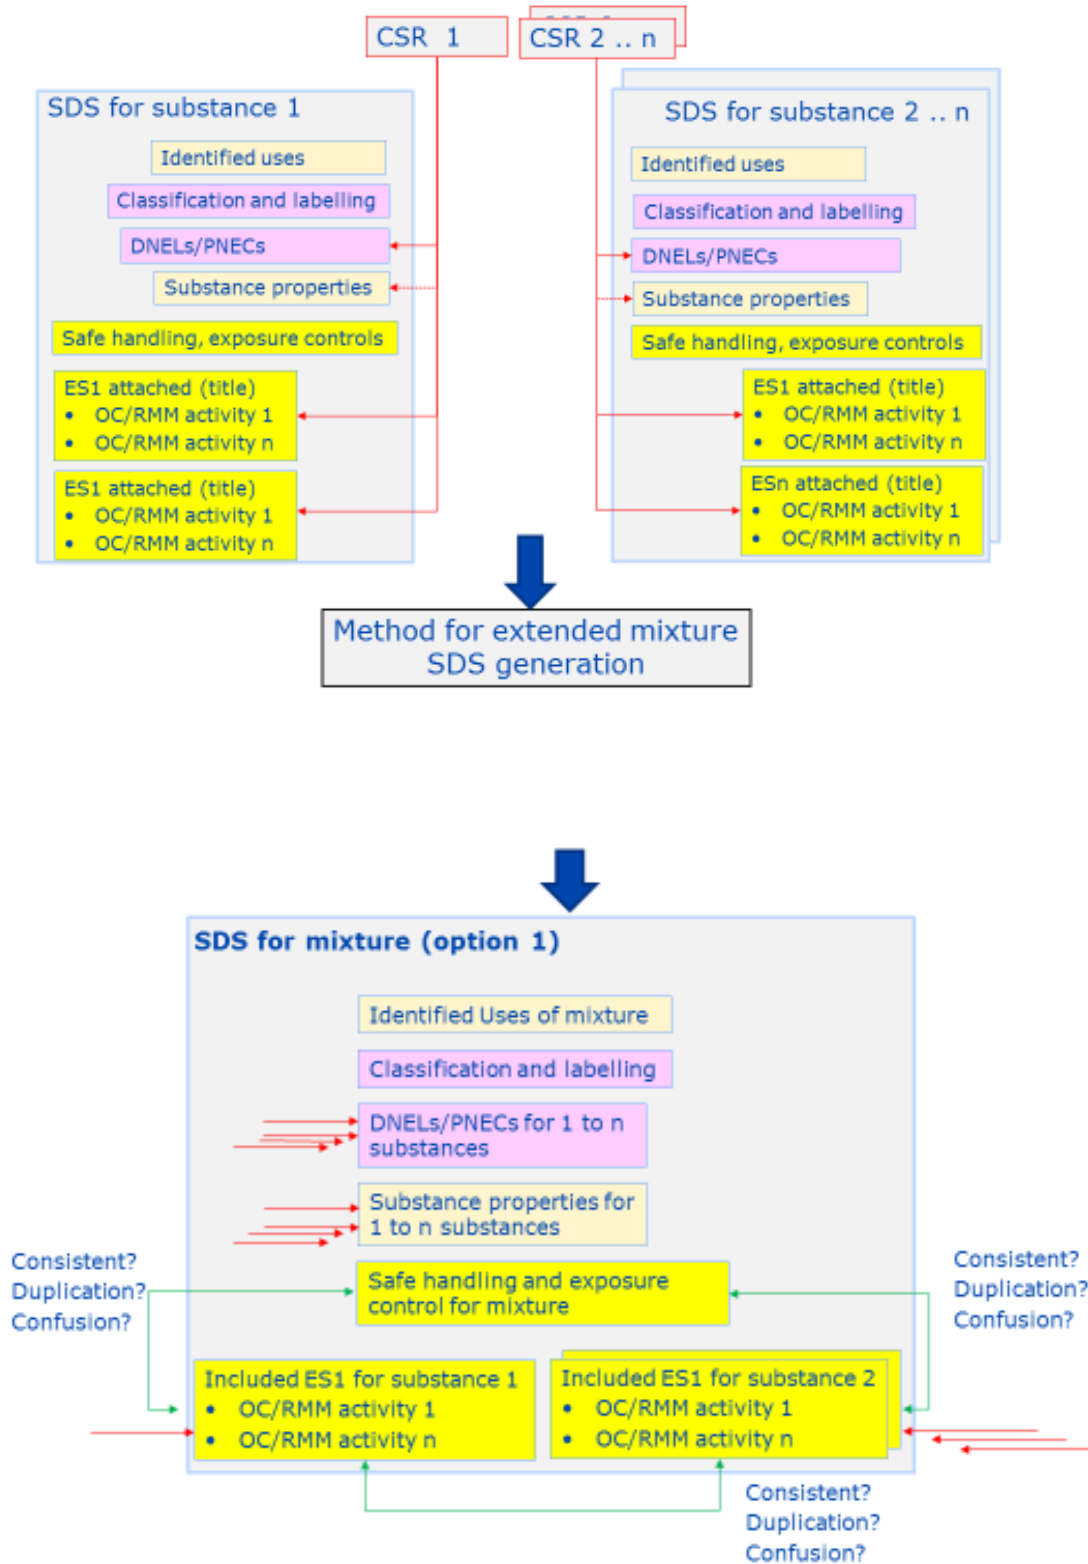 CSR 1
CSR 2 .. n
SDS for substance 1
Identified uses
Classification and labelling
DNELs/PNECs
Substance properties
Safe handling, exposure controls
ES1 attached (title)
• OC/RMM activity 1
• OC/RMM activity n
ES1 attached (title)
• OC/RMM activity 1
• OC/RMM activity n
SDS for substance 2 .. n
Identified uses
Classification and labelling
DNELs/PNECs
Substance properties
Safe handling, exposure controls
ES1 attached (title)
• OC/RMM activity 1
• OC/RMM activity n
ESn attached (title)
• OC/RMM activity 1
• OC/RMM activity n
Method for extended mixture
SDS generation
SDS for mixture (option 1)
Identified Uses of mixture
Classification and labelling
DNELs/PNECs for 1 to n
substances
Substance properties for
1 to n substances
Safe handling and exposure
control for mixture
Consistent?
Duplication?
Confusion?
Consistent?
Duplication?
Confusion?
Included ES1 for substance 1
• OC/RMM activity 1
• OC/RMM activity n
Included ES1 for substance 2
• OC/RMM activity 1
• OC/RMM activity n
Consistent?
Duplication?
Confusion?